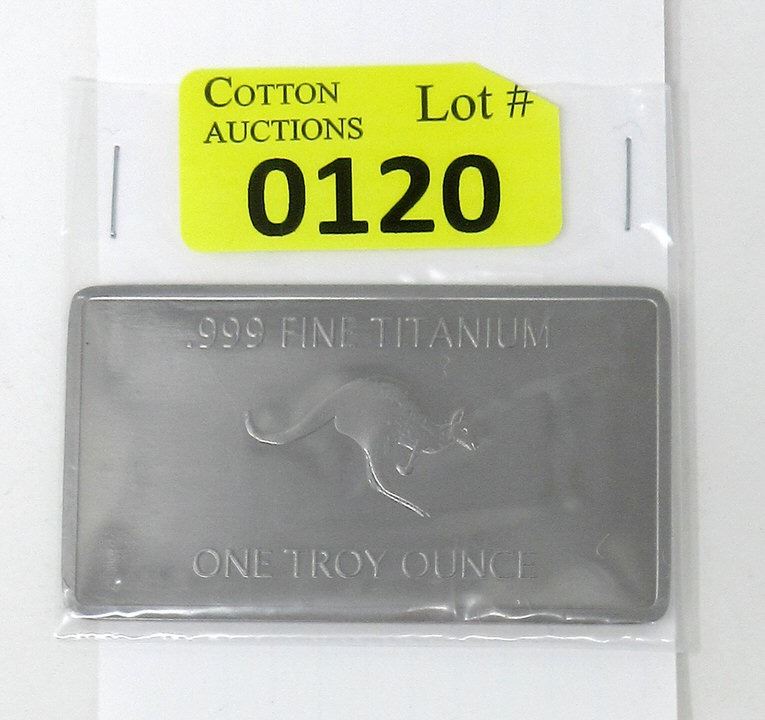 COTTON
AUCTIONS
Lot #
0120
.999 FINE TITANIUM
ONE TROY OUNCE